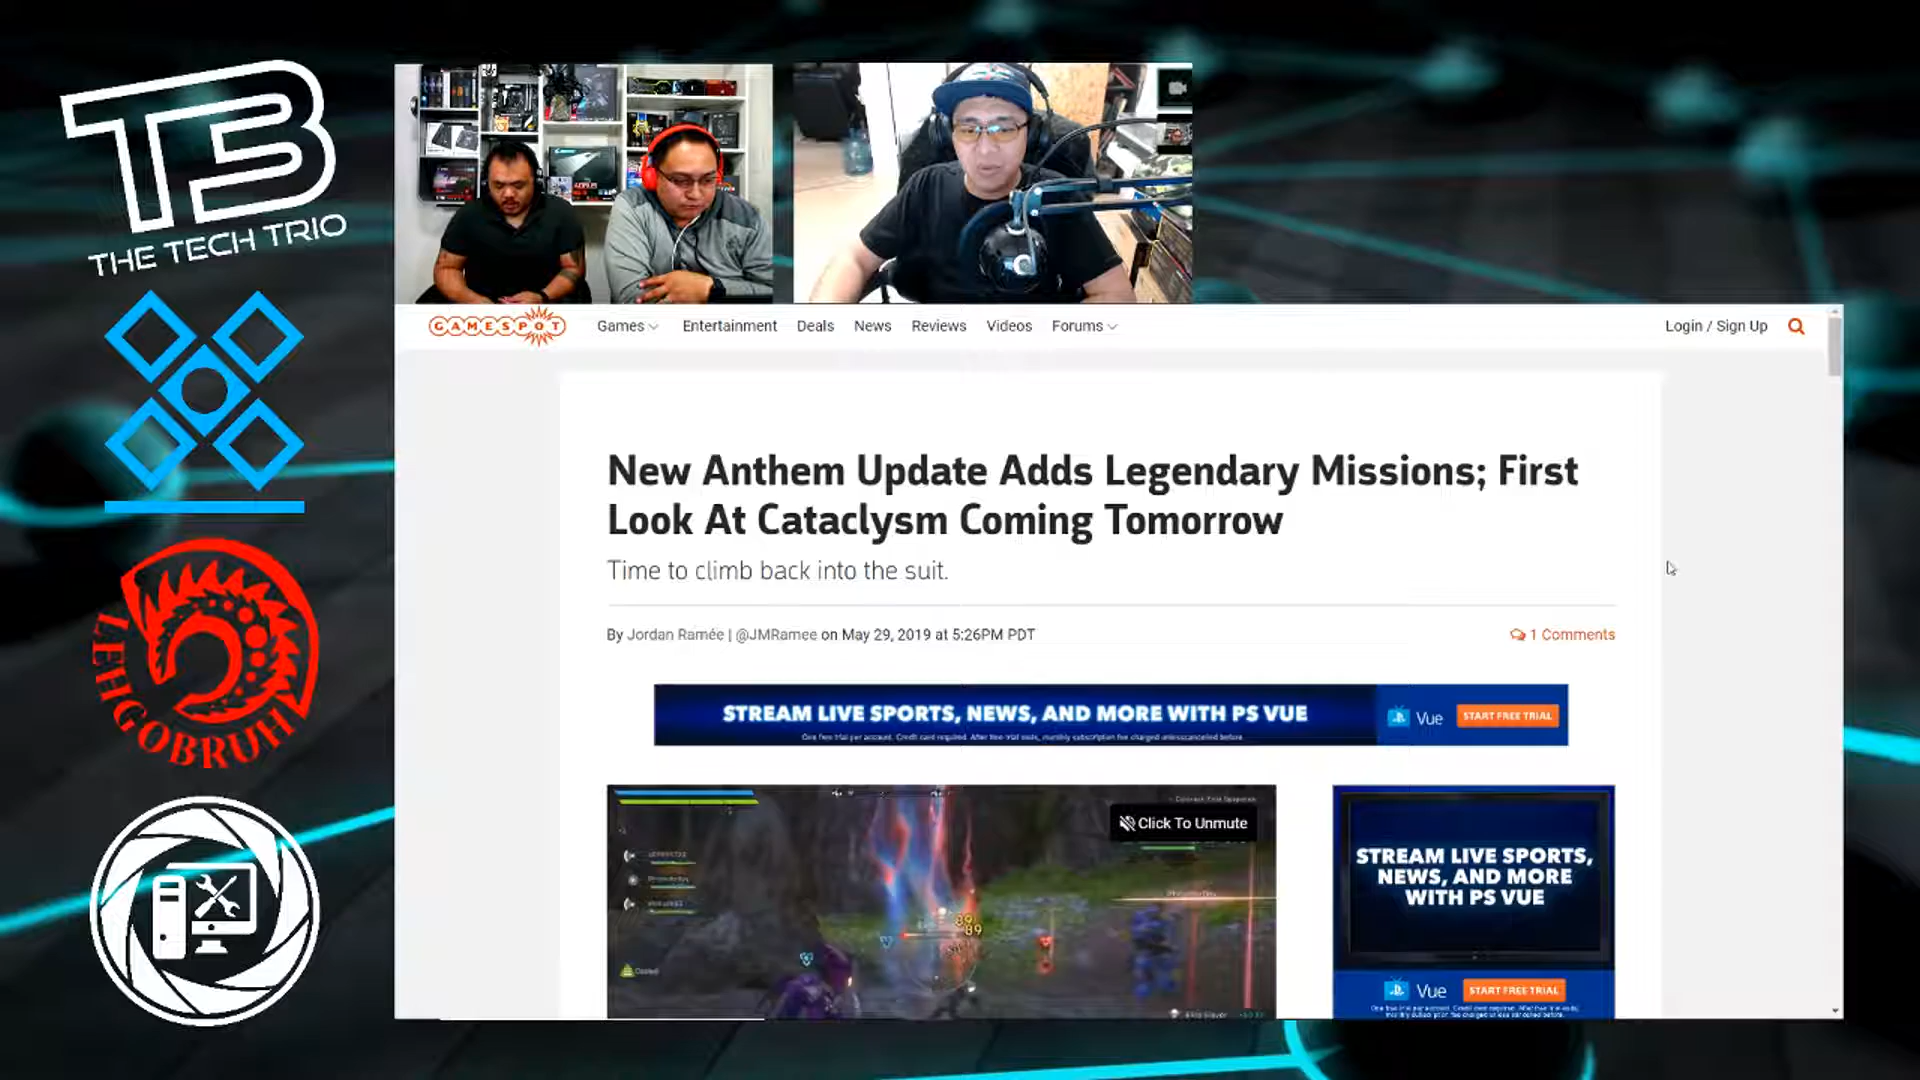 T3
THE TECH TRIO
LEHGOBRUH
GAMESPOT
Games
Entertainment
Deals
News
Reviews
Videos
Forums
Login / Sign Up
New Anthem Update Adds Legendary Missions; First
Look At Cataclysm Coming Tomorrow
Time to climb back into the suit.
By Jordan Ramée | @JMRamee on May 29, 2019 at 5:26PM PDT
1 Comments
STREAM LIVE SPORTS, NEWS, AND MORE WITH PS VUE
Vue
START FREE TRIAL
Click To Unmute
89
89
STREAM LIVE SPORTS,
NEWS, AND MORE
WITH PS VUE
Vue
START FREE TRIAL